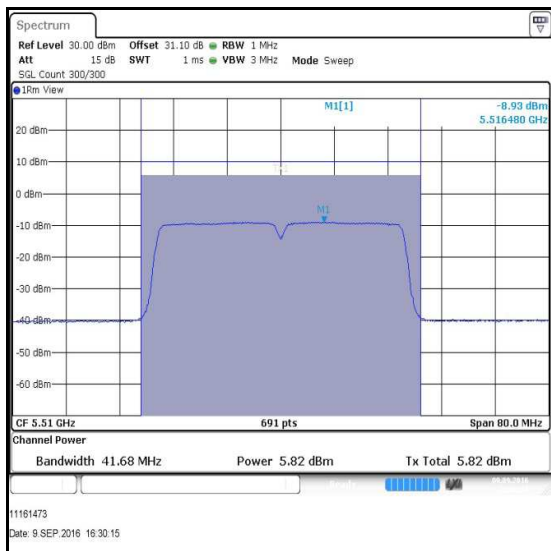 Spectrum
Ref Level 30.00 dBm Offset 31.10 dB RBW 1 MHz
Att 15 dB SWT 1 ms VBW 3 MHz Mode Sweep
SGL Count 300/300
1Rm View
M1[1] -8.93 dBm
5.516480 GHz
20 dBm
10 dBm
0 dBm
M1
-10 dBm
-20 dBm
-30 dBm
-40 dBm
-50 dBm
-60 dBm
CF 5.51 GHz 691 pts Span 80.0 MHz
Channel Power
Bandwidth 41.68 MHz Power 5.82 dBm Tx Total 5.82 dBm
11161473
Date: 9.SEP.2016 16:30:15